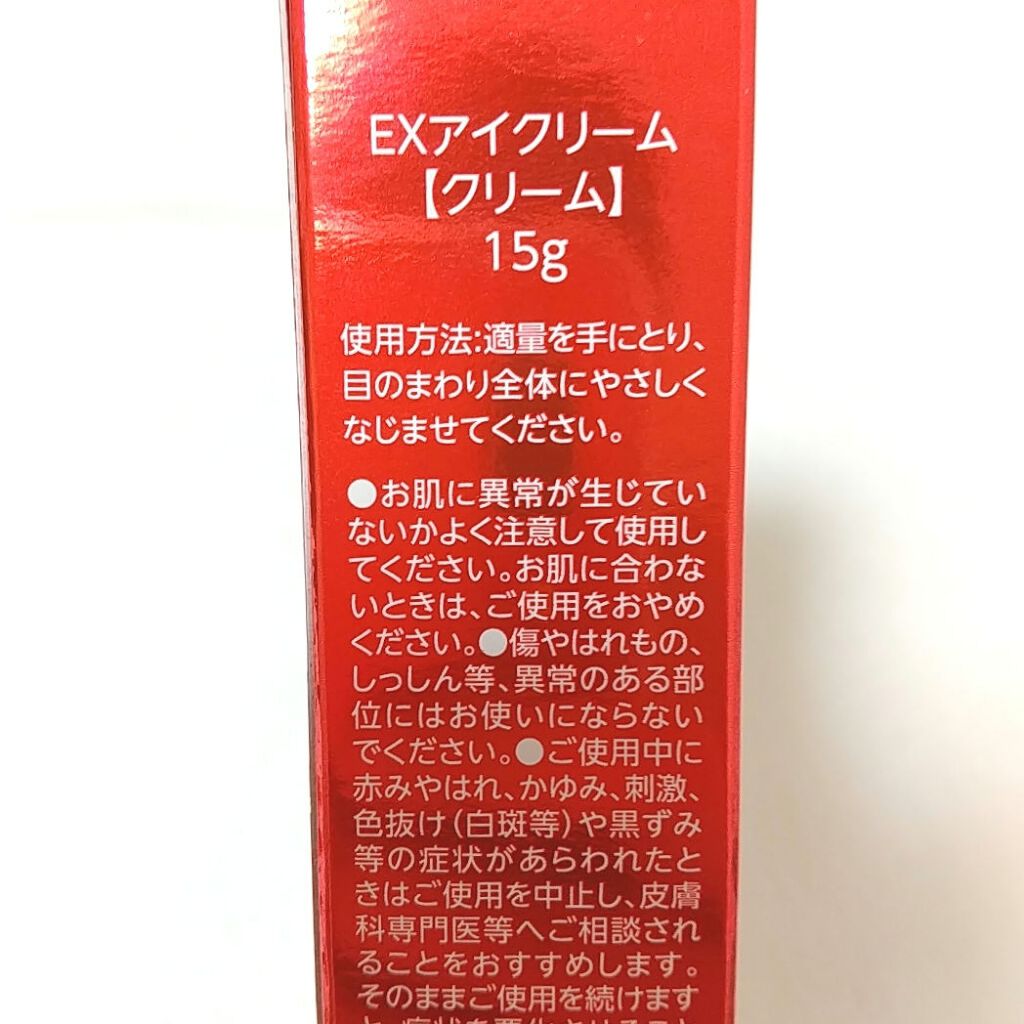 EXアイクリーム
【クリーム】
15g
使用方法:適量を手にとり、
目のまわり全体にやさしく
なじませてください。
●お肌に異常が生じてい
ないかよく注意して使用し
てください。お肌に合わな
いときは、ご使用をおやめ
ください。●傷やはれもの、
しっしん等、異常のある部
位にはお使いにならない
でください。●ご使用中に
赤みやはれ、かゆみ、刺激、
色抜け(白斑等)や黒ずみ
等の症状があらわれたと
きはご使用を中止し、皮膚
科専門医等へご相談され
ることをおすすめします。
そのままご使用を続けます